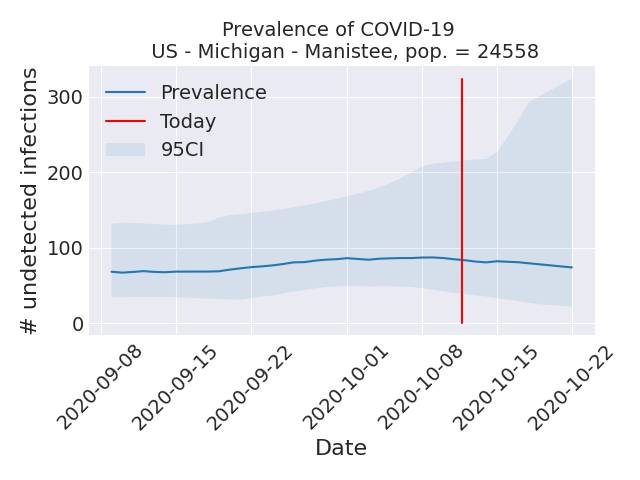 Prevalence of COVID-19
US - Michigan - Manistee, pop. = 24558
Prevalence
Today
95CI
# undetected infections
300
200
100
0
2020-09-08
2020-09-15
2020-09-22
2020-10-01
2020-10-08
2020-10-15
2020-10-22
Date